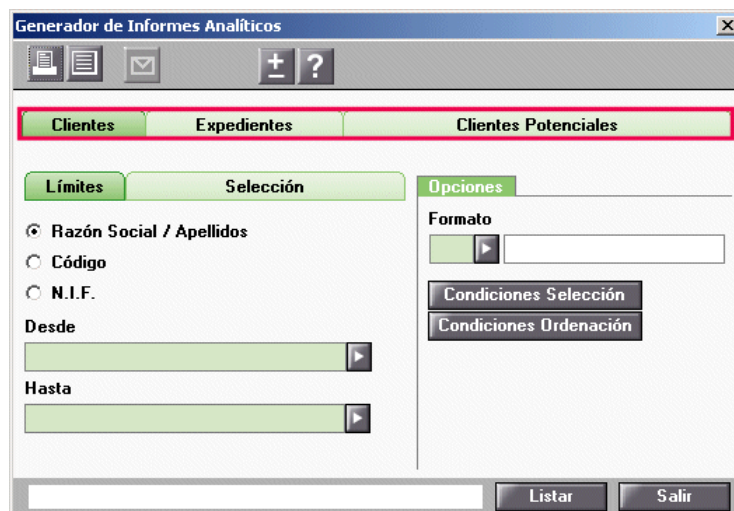 Generador de Informes Analíticos
Clientes Expedientes Clientes Potenciales
Límites Selección
Opciones
Razón Social / Apellidos
Código
N.I.F.
Desde
Hasta
Formato
Condiciones Selección
Condiciones Ordenación
Listar Salir